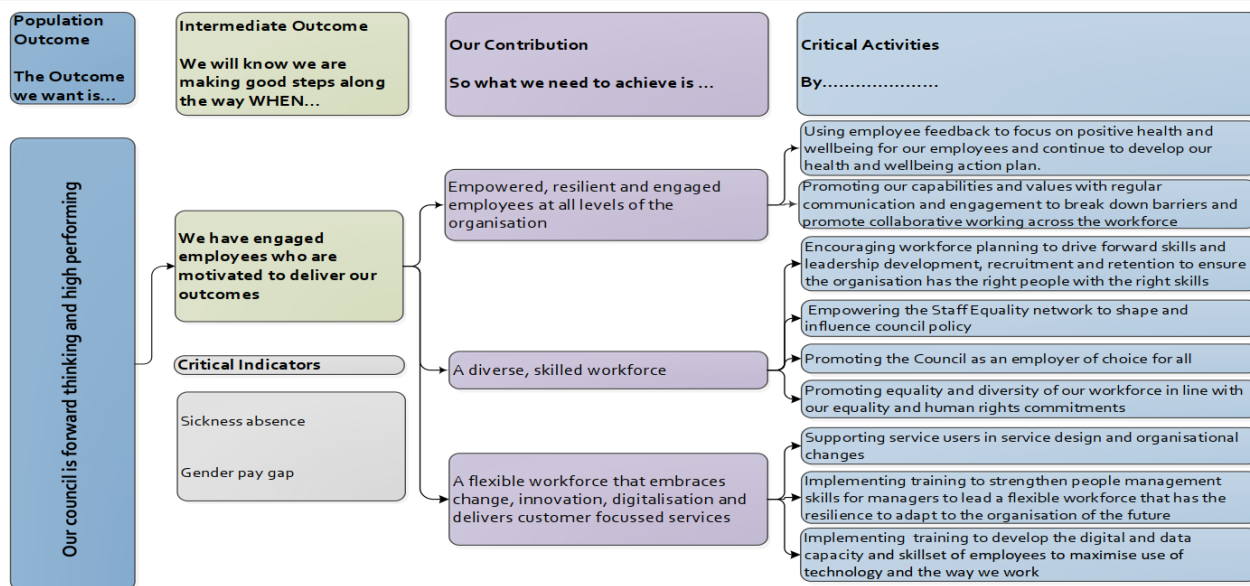 Population
Outcome
The Outcome
we want is...
Intermediate Outcome
We will know we are
making good steps along
the way WHEN...
Our Contribution
So what we need to achieve is ...
Critical Activities
By.....................
Our council is forward thinking and high performing
We have engaged
employees who are
motivated to deliver our
outcomes
Critical Indicators
Sickness absence
Gender pay gap
Empowered, resilient and engaged
employees at all levels of the
organisation
A diverse, skilled workforce
A flexible workforce that embraces
change, innovation, digitalisation and
delivers customer focussed services
Using employee feedback to focus on positive health and
wellbeing for our employees and continue to develop our
health and wellbeing action plan.
Promoting our capabilities and values with regular
communication and engagement to break down barriers and
promote collaborative working across the workforce
Encouraging workforce planning to drive forward skills and
leadership development, recruitment and retention to ensure
the organisation has the right people with the right skills
Empowering the Staff Equality network to shape and
influence council policy
Promoting the Council as an employer of choice for all
Promoting equality and diversity of our workforce in line with
our equality and human rights commitments
Supporting service users in service design and organisational
changes
Implementing training to strengthen people management
skills for managers to lead a flexible workforce that has the
resilience to adapt to the organisation of the future
Implementing training to develop the digital and data
capacity and skillset of employees to maximise use of
technology and the way we work